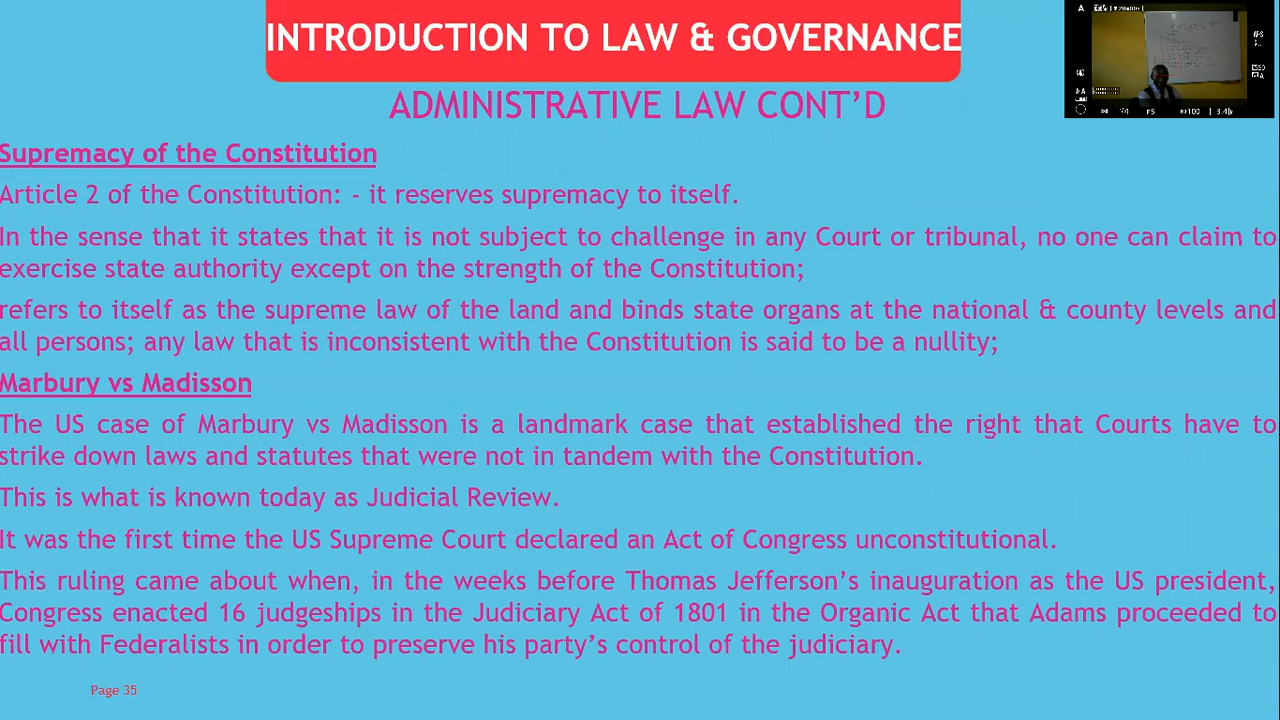 INTRODUCTION TO LAW & GOVERNANCE
ADMINISTRATIVE LAW CONT’D
Supremacy of the Constitution
Article 2 of the Constitution: - it reserves supremacy to itself.
In the sense that it states that it is not subject to challenge in any Court or tribunal, no one can claim to
exercise state authority except on the strength of the Constitution;
refers to itself as the supreme law of the land and binds state organs at the national & county levels and
all persons; any law that is inconsistent with the Constitution is said to be a nullity;
Marbury vs Madisson
The US case of Marbury vs Madisson is a landmark case that established the right that Courts have to
strike down laws and statutes that were not in tandem with the Constitution.
This is what is known today as Judicial Review.
It was the first time the US Supreme Court declared an Act of Congress unconstitutional.
This ruling came about when, in the weeks before Thomas Jefferson’s inauguration as the US president,
Congress enacted 16 judgeships in the Judiciary Act of 1801 in the Organic Act that Adams proceeded to
fill with Federalists in order to preserve his party’s control of the judiciary.
Page 35